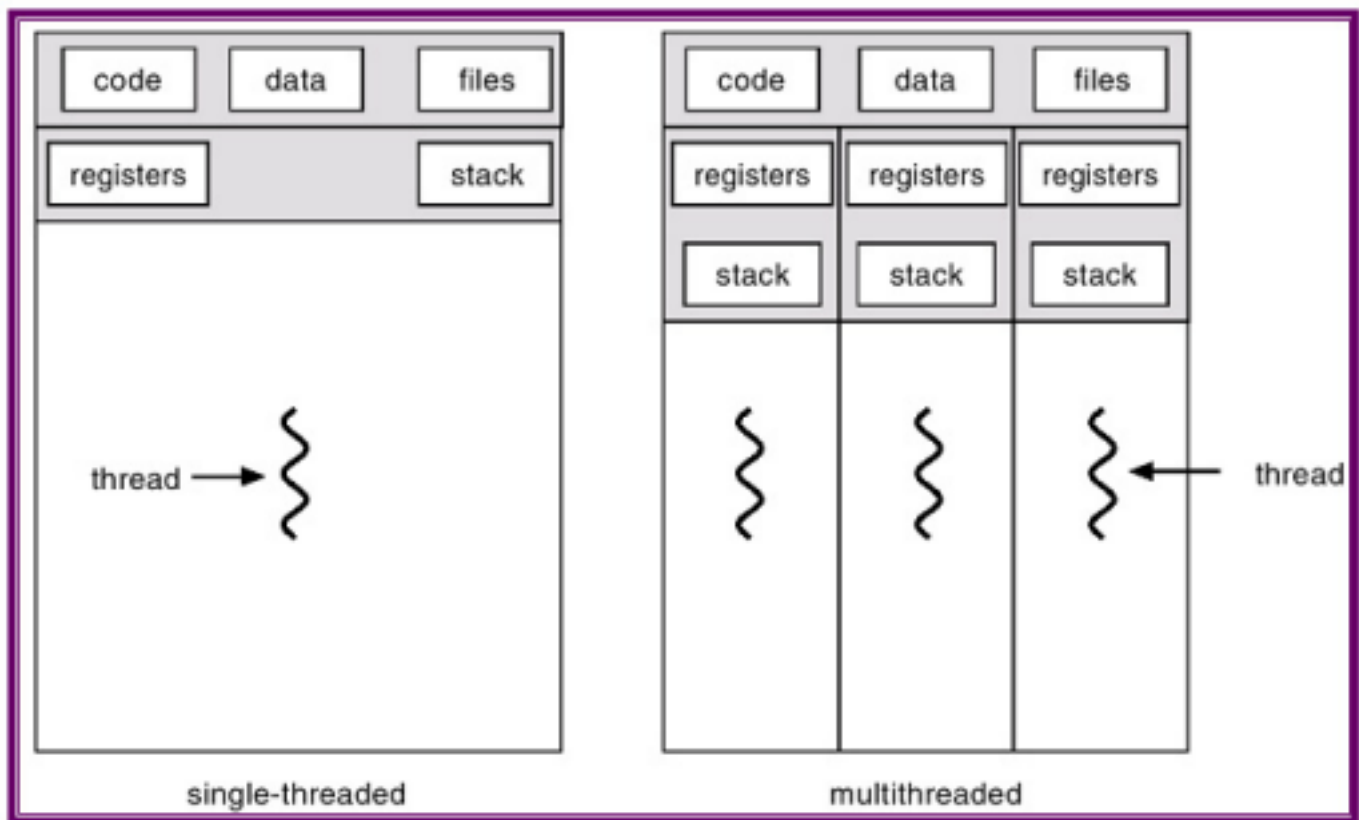 code data files code data files
registers stack registers registers registers
stack stack stack
thread thread
single-threaded multithreaded